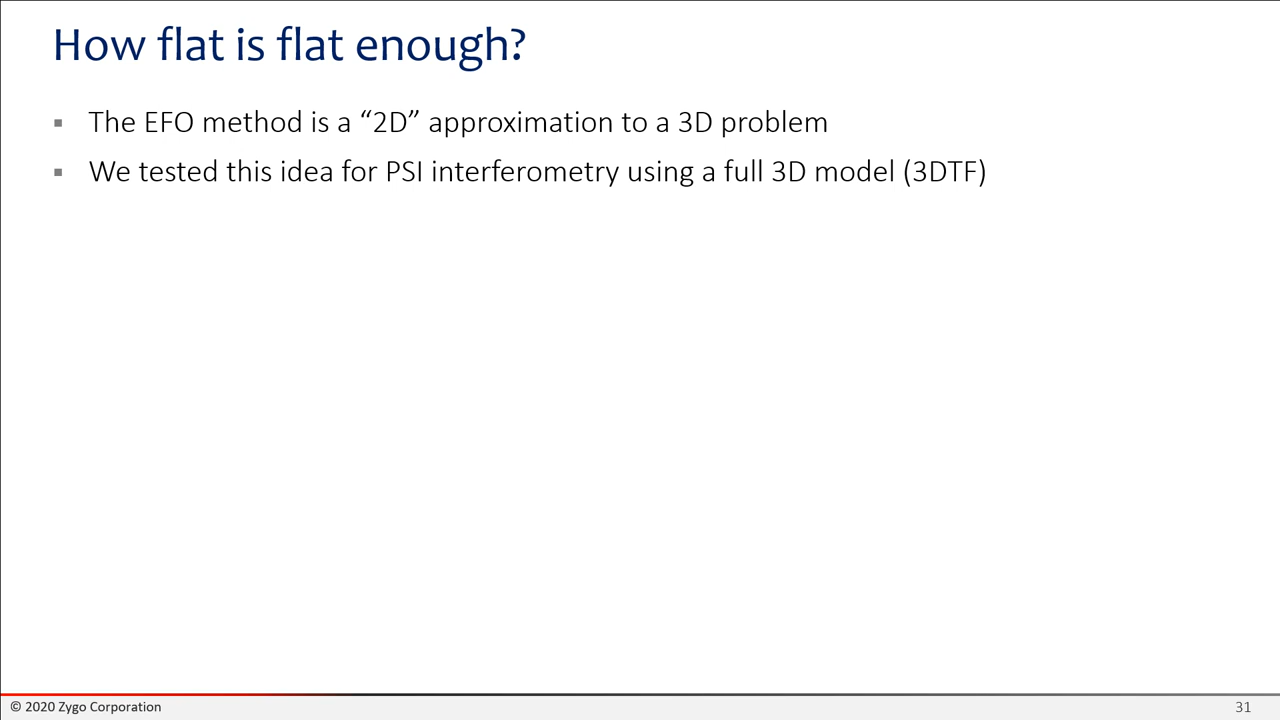 How flat is flat enough?
▪ The EFO method is a “2D” approximation to a 3D problem
▪ We tested this idea for PSI interferometry using a full 3D model (3DTF)
© 2020 Zygo Corporation
31